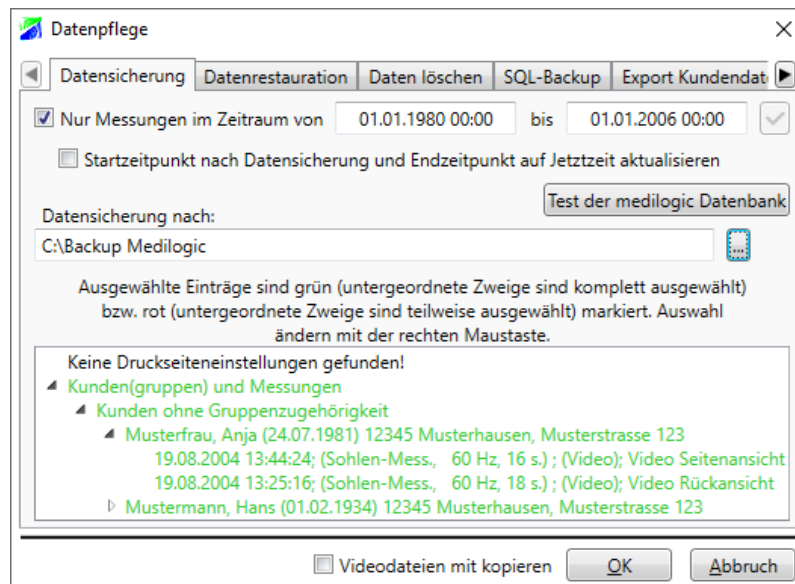 Datenpflege
Datensicherung Datenrestauration Daten löschen SQL-Backup Export Kundendat
Nur Messungen im Zeitraum von 01.01.1980 00:00 bis 01.01.2006 00:00
Startzeitpunkt nach Datensicherung und Endzeitpunkt auf Jetztzeit aktualisieren
Test der medilogic Datenbank
Datensicherung nach:
C:\Backup Medilogic ...
Ausgewählte Einträge sind grün (untergeordnete Zweige sind komplett ausgewählt)
bzw. rot (untergeordnete Zweige sind teilweise ausgewählt) markiert. Auswahl
ändern mit der rechten Maustaste.
Keine Druckseiteneinstellungen gefunden!
Kunden(gruppen) und Messungen
Kunden ohne Gruppenzugehörigkeit
Musterfrau, Anja (24.07.1981) 12345 Musterhausen, Musterstrasse 123
19.08.2004 13:44:24; (Sohlen-Mess., 60 Hz, 16 s.) ; (Video); Video Seitenansicht
19.08.2004 13:25:16; (Sohlen-Mess., 60 Hz, 18 s.) ; (Video); Video Rückansicht
Mustermann, Hans (01.02.1934) 12345 Musterhausen, Musterstrasse 123
Videodateien mit kopieren OK Abbruch